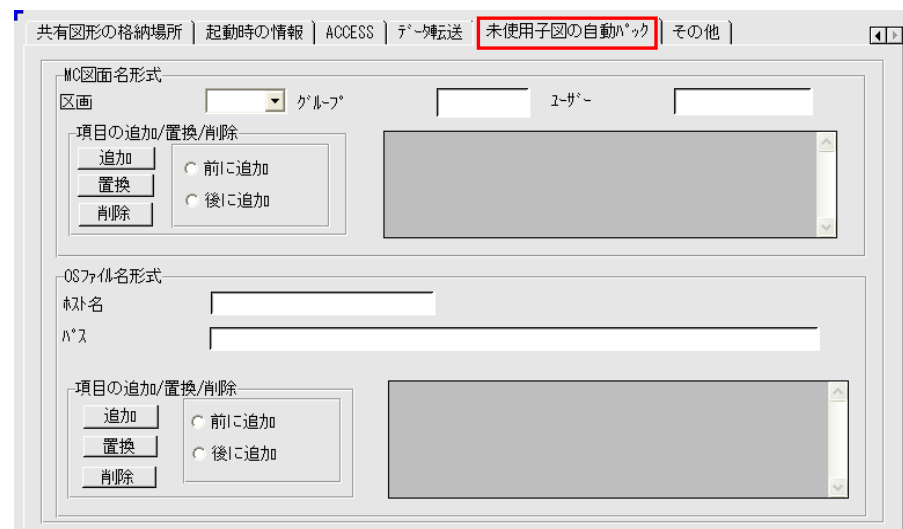 共有図形の格納場所 起動時の情報 ACCESS ﾃﾞｰﾀ転送 未使用子図の自動ﾊﾟｯｸ その他
MC図面名形式
区画 ｸﾞﾙｰﾌﾟ ﾕｰｻﾞｰ
項目の追加/置換/削除
追加
前に追加
置換
後に追加
削除
OSﾌｧｲﾙ名形式
ﾎｽﾄ名
ﾊﾟｽ
項目の追加/置換/削除
追加
前に追加
置換
後に追加
削除